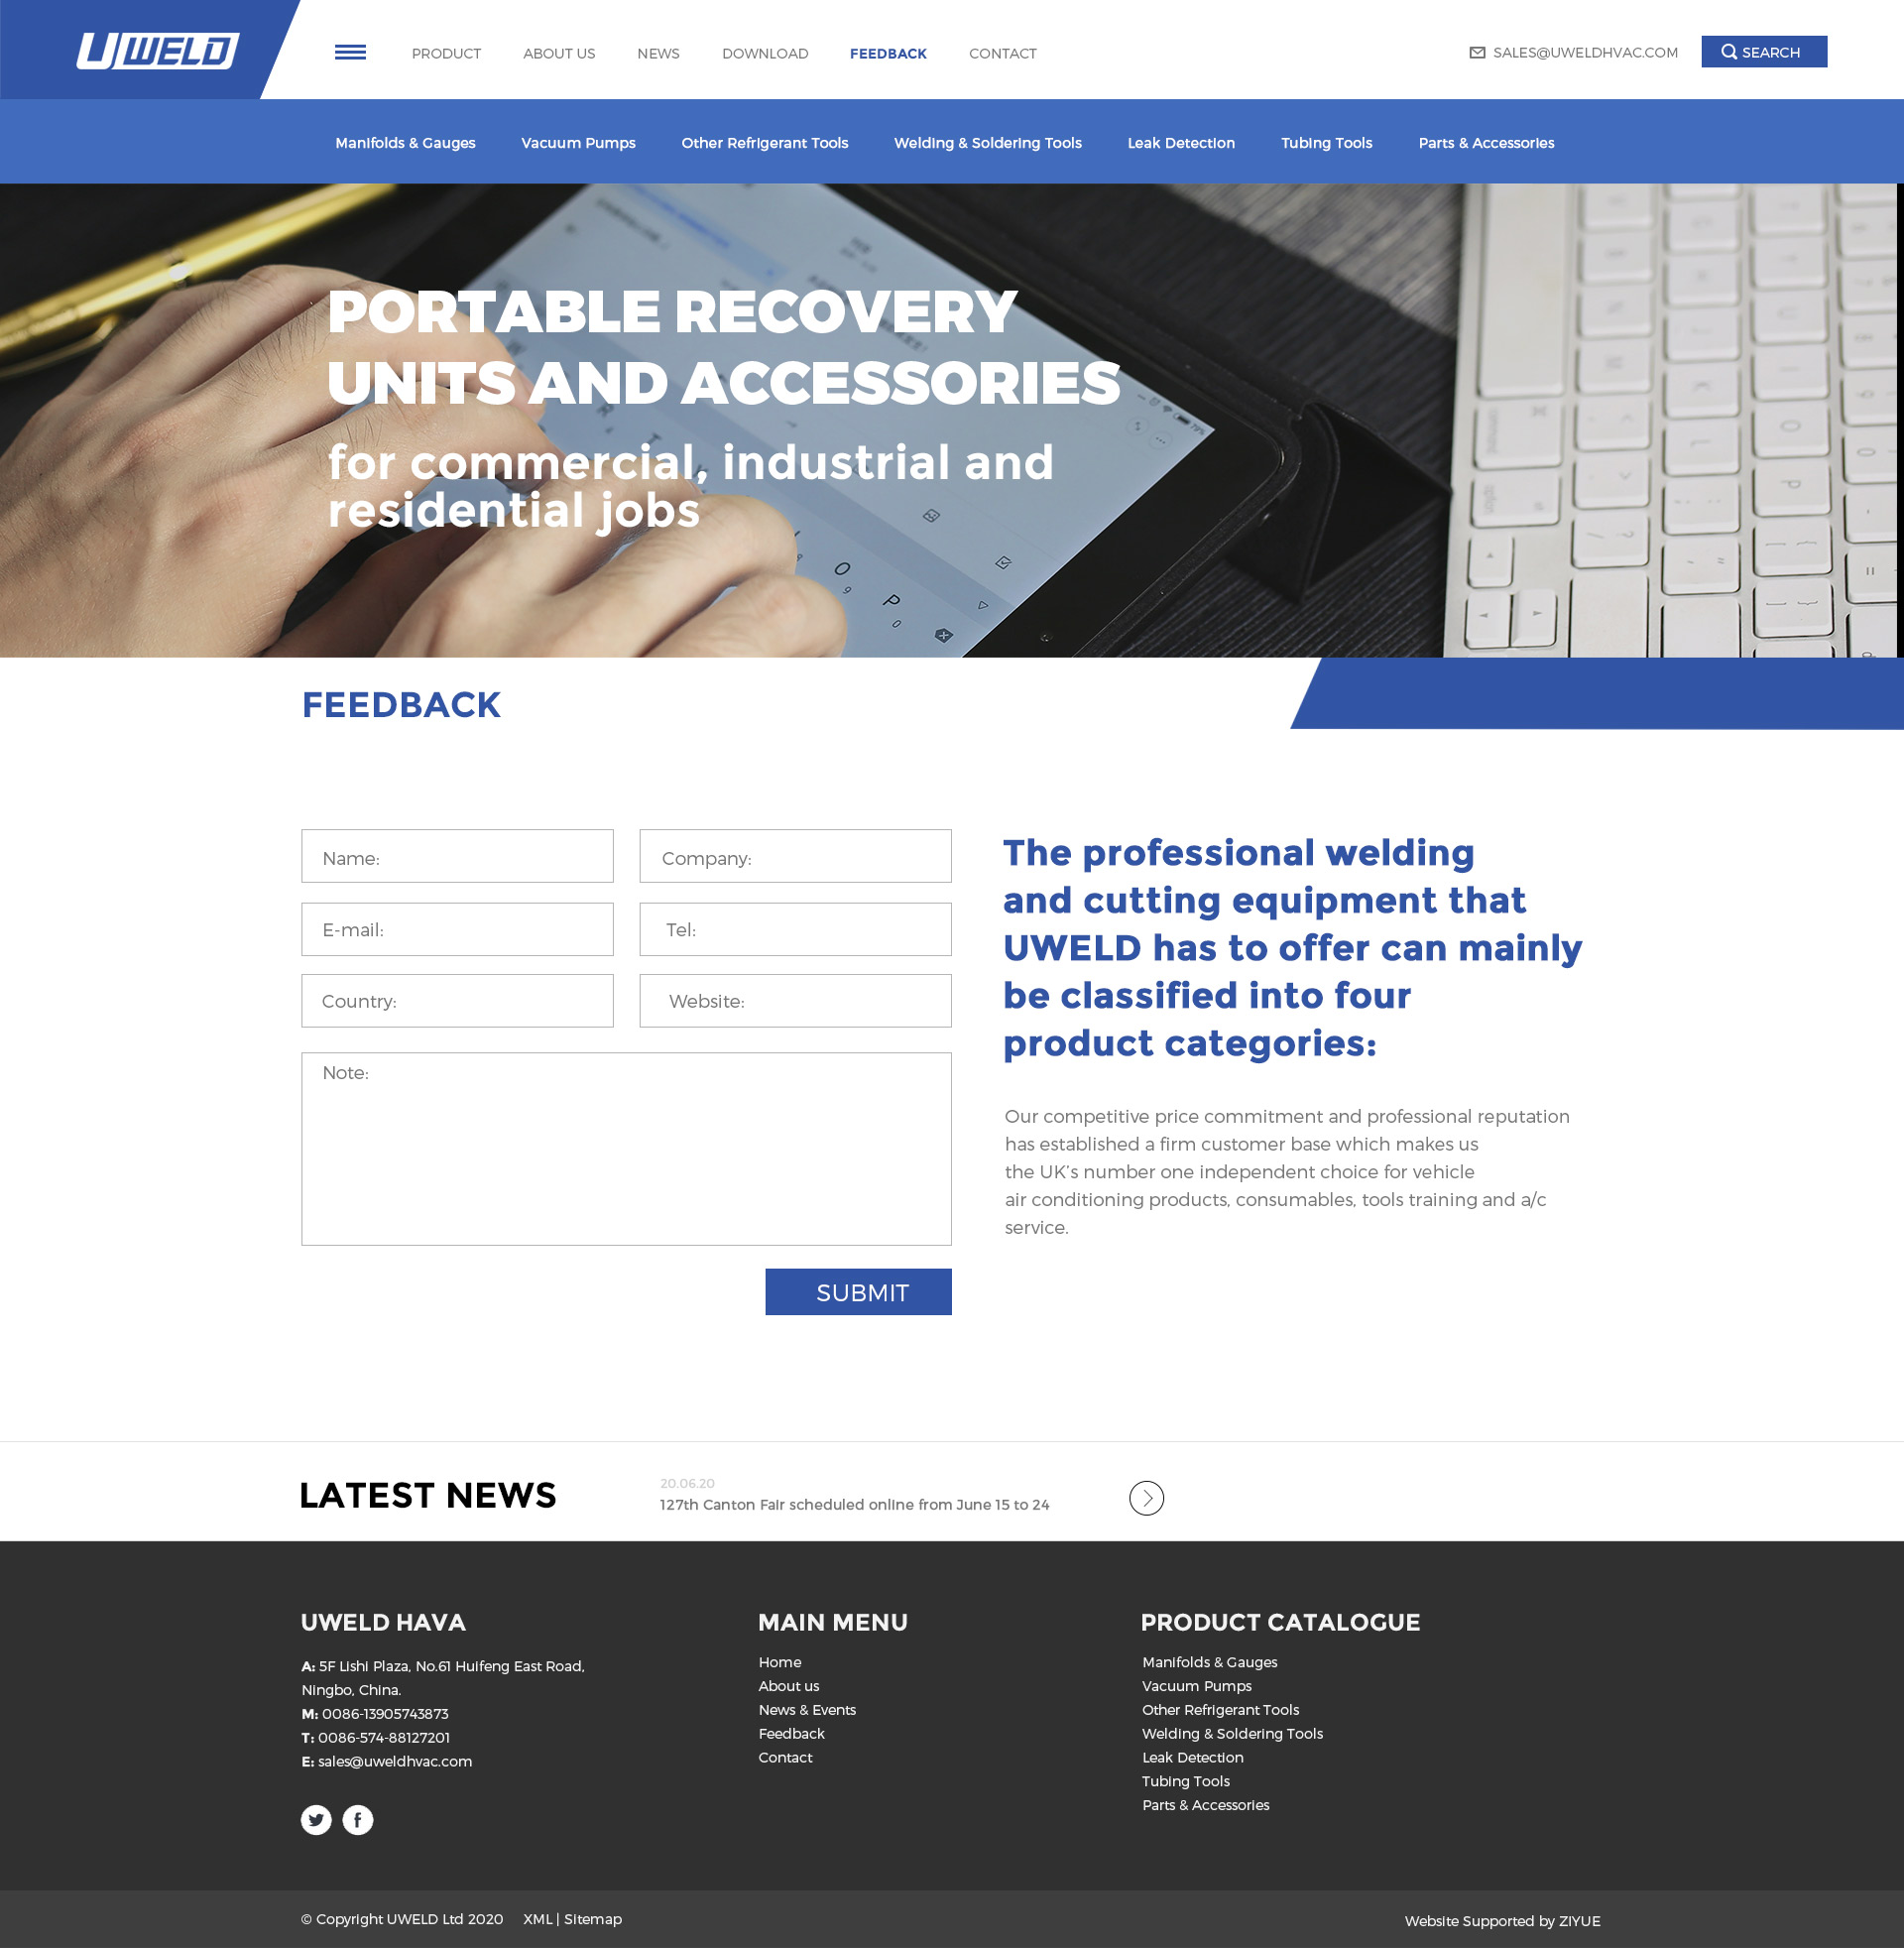 UWELD
PRODUCT ABOUT US NEWS DOWNLOAD FEEDBACK CONTACT
SALES@UWELDHVAC.COM SEARCH
Manifolds & Gauges Vacuum Pumps Other Refrigerant Tools Welding & Soldering Tools Leak Detection Tubing Tools Parts & Accessories
PORTABLE RECOVERY
UNITS AND ACCESSORIES
for commercial, industrial and
residential jobs
FEEDBACK
Name: Company:
E-mail: Tel:
Country: Website:
Note:
SUBMIT
The professional welding
and cutting equipment that
UWELD has to offer can mainly
be classified into four
product categories:
Our competitive price commitment and professional reputation
has established a firm customer base which makes us
the UK's number one independent choice for vehicle
air conditioning products, consumables, tools training and a/c
service.
LATEST NEWS
20.06.20
127th Canton Fair scheduled online from June 15 to 24
UWELD HAVA
A: 5F Lishi Plaza, No.61 Huifeng East Road,
Ningbo, China.
M: 0086-13905743873
T: 0086-574-88127201
E: sales@uweldhvac.com
MAIN MENU
Home
About us
News & Events
Feedback
Contact
PRODUCT CATALOGUE
Manifolds & Gauges
Vacuum Pumps
Other Refrigerant Tools
Welding & Soldering Tools
Leak Detection
Tubing Tools
Parts & Accessories
© Copyright UWELD Ltd 2020 XML | Sitemap
Website Supported by ZIYUE